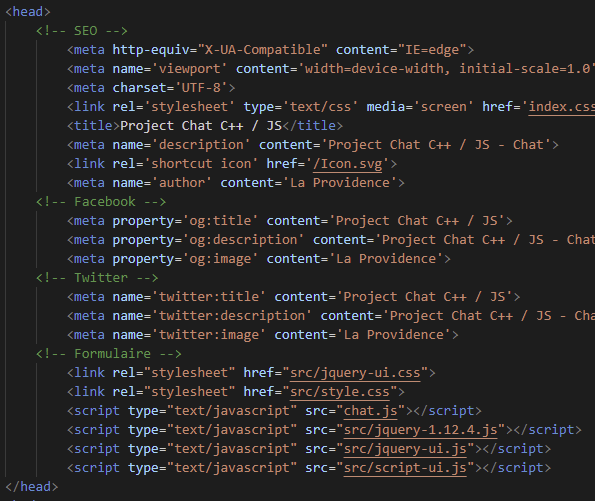 <head>
<!-- SEO -->
<meta http-equiv="X-UA-Compatible" content="IE=edge">
<meta name='viewport' content='width=device-width, initial-scale=1.0'
<meta charset='UTF-8'>
<link rel='stylesheet' type='text/css' media='screen' href='index.css
<title>Project Chat C++ / JS</title>
<meta name='description' content='Project Chat C++ / JS - Chat'>
<link rel='shortcut icon' href='/Icon.svg'>
<meta name='author' content='La Providence'>
<!-- Facebook -->
<meta property='og:title' content='Project Chat C++ / JS'>
<meta property='og:description' content='Project Chat C++ / JS - Chat
<meta property='og:image' content='La Providence'>
<!-- Twitter -->
<meta name='twitter:title' content='Project Chat C++ / JS'>
<meta name='twitter:description' content='Project Chat C++ / JS - Cha
<meta name='twitter:image' content='La Providence'>
<!-- Formulaire -->
<link rel="stylesheet" href="src/jquery-ui.css">
<link rel="stylesheet" href="src/style.css">
<script type="text/javascript" src="chat.js"></script>
<script type="text/javascript" src="src/jquery-1.12.4.js"></script>
<script type="text/javascript" src="src/jquery-ui.js"></script>
<script type="text/javascript" src="src/script-ui.js"></script>
</head>